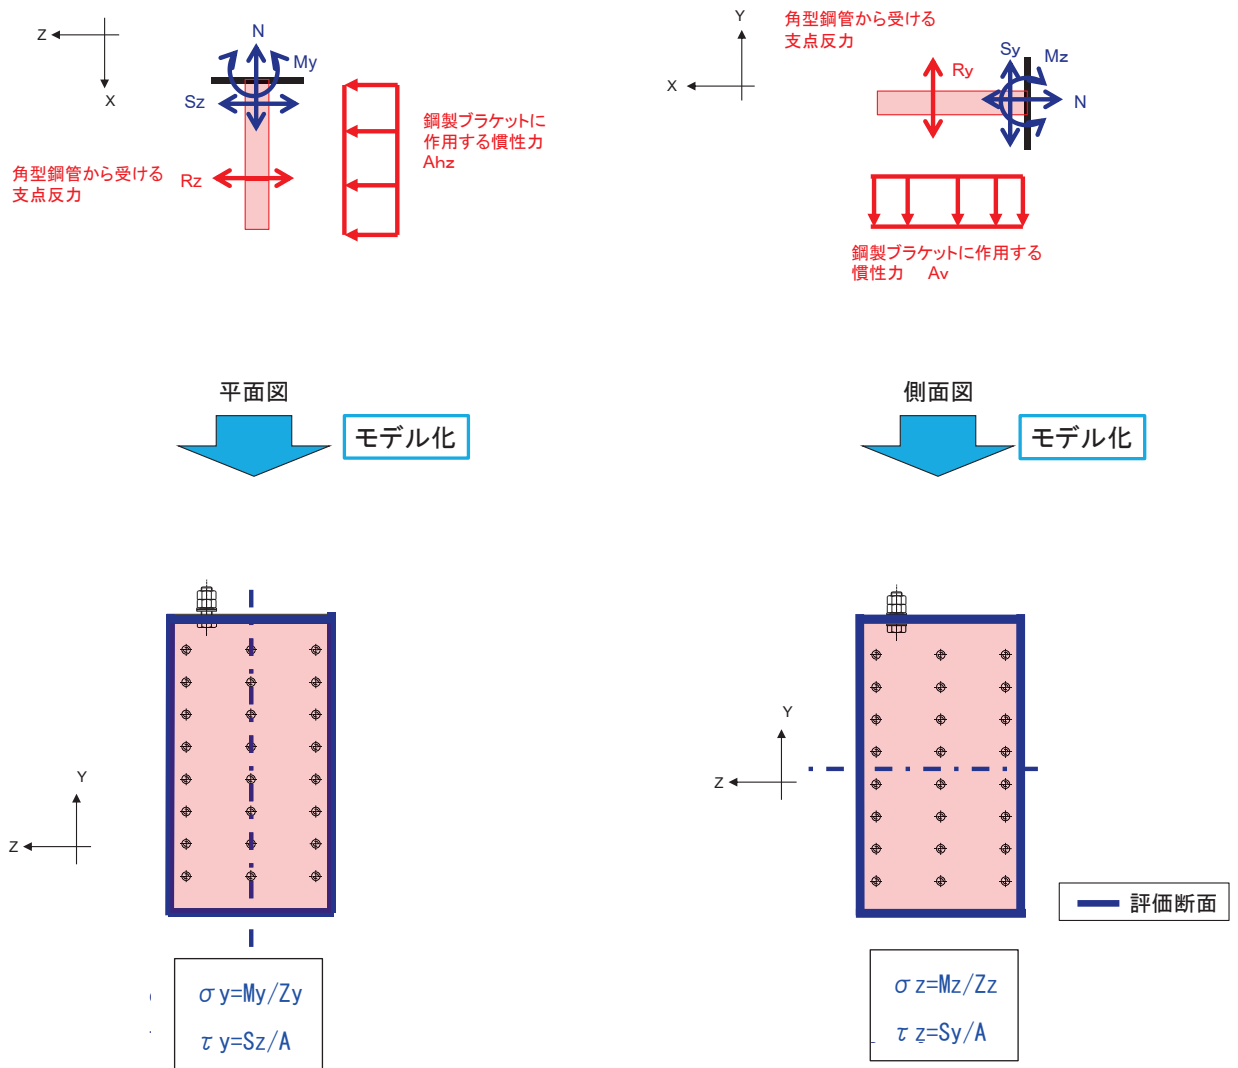 Z
X
N
My
Sz
角型鋼管から受ける
支点反力
Rz
鋼製ブラケットに
作用する慣性力
Ahz
平面図
モデル化
Y
Z
σy=My/Zy
τy=Sz/A
Y
X
角型鋼管から受ける
支点反力
Ry
Sy
Mz
N
鋼製ブラケットに作用する
慣性力 Av
側面図
モデル化
Y
Z
評価断面
σz=Mz/Zz
τz=Sy/A